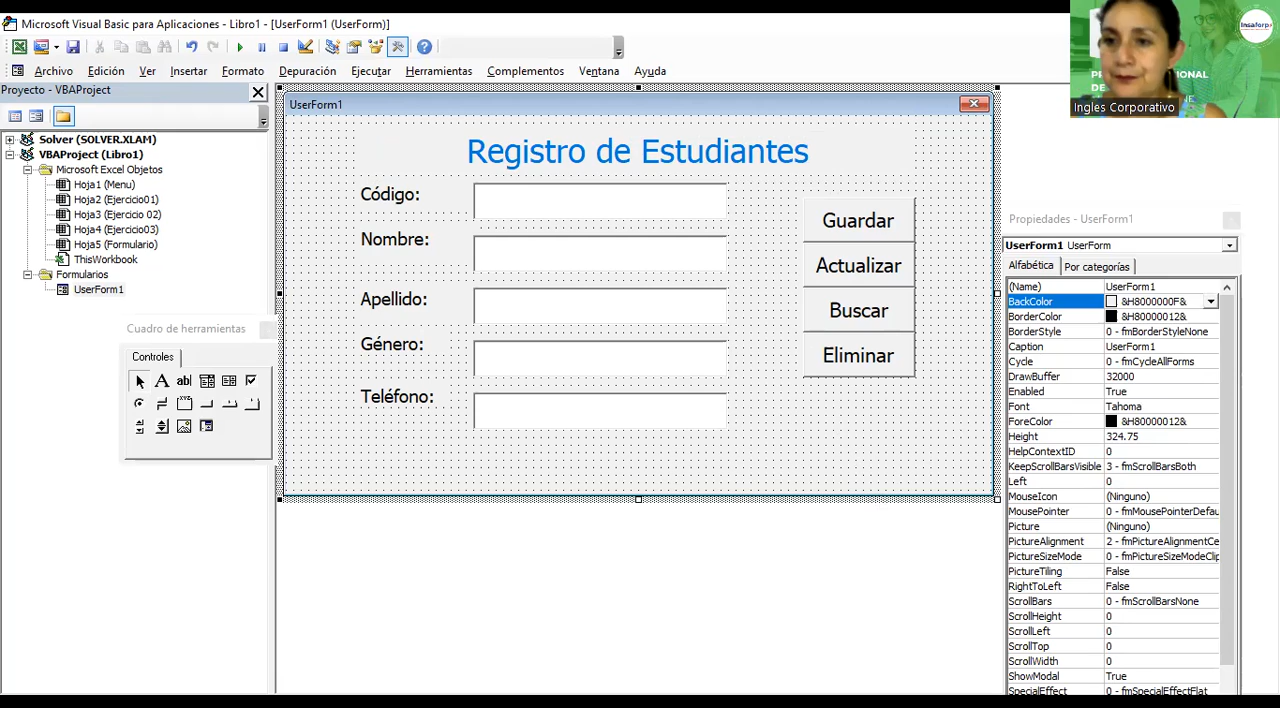 Microsoft Visual Basic para Aplicaciones - Libro1 - [UserForm1 (UserForm)]
Archivo Edición Ver Insertar Formato Depuración Ejecutar Herramientas Complementos Ventana Ayuda
Proyecto - VBAProject
Solver (SOLVER.XLAM)
VBAProject (Libro1)
Microsoft Excel Objetos
Hoja1 (Menu)
Hoja2 (Ejercicio01)
Hoja3 (Ejercicio 02)
Hoja4 (Ejercicio03)
Hoja5 (Formulario)
ThisWorkbook
Formularios
UserForm1
Cuadro de herramientas
Controles
A abl
UserForm1
Registro de Estudiantes
Código:
Nombre:
Apellido:
Género:
Teléfono:
Guardar
Actualizar
Buscar
Eliminar
Insaforp
Ingles Corporativo
Propiedades - UserForm1
UserForm1 UserForm
Alfabética Por categorías
(Name) UserForm1
BackColor &H8000000F&
BorderColor &H80000012&
BorderStyle 0 - fmBorderStyleNone
Caption UserForm1
Cycle 0 - fmCycleAllForms
DrawBuffer 32000
Enabled True
Font Tahoma
ForeColor &H80000012&
Height 324.75
HelpContextID 0
KeepScrollBarsVisible 3 - fmScrollBarsBoth
Left 0
MouseIcon (Ninguno)
MousePointer 0 - fmMousePointerDefau
Picture (Ninguno)
PictureAlignment 2 - fmPictureAlignmentCe
PictureSizeMode 0 - fmPictureSizeModeClip
PictureTiling False
RightToLeft False
ScrollBars 0 - fmScrollBarsNone
ScrollHeight 0
ScrollLeft 0
ScrollTop 0
ScrollWidth 0
ShowModal True
SpecialEffect 0 - fmSpecialEffectFlat